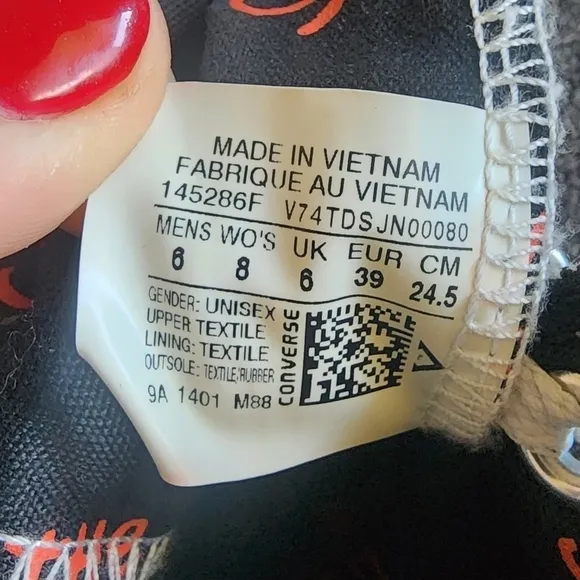 MADE IN VIETNAM
FABRIQUE AU VIETNAM
145286F V74TDSJN00080
MENS WO'S UK EUR CM
6 8 6 39 24.5
GENDER: UNISEX
UPPER TEXTILE
LINING: TEXTILE
OUTSOLE: TEXTILE/RUBBER
9A 1401 M88
CONVERSE
the